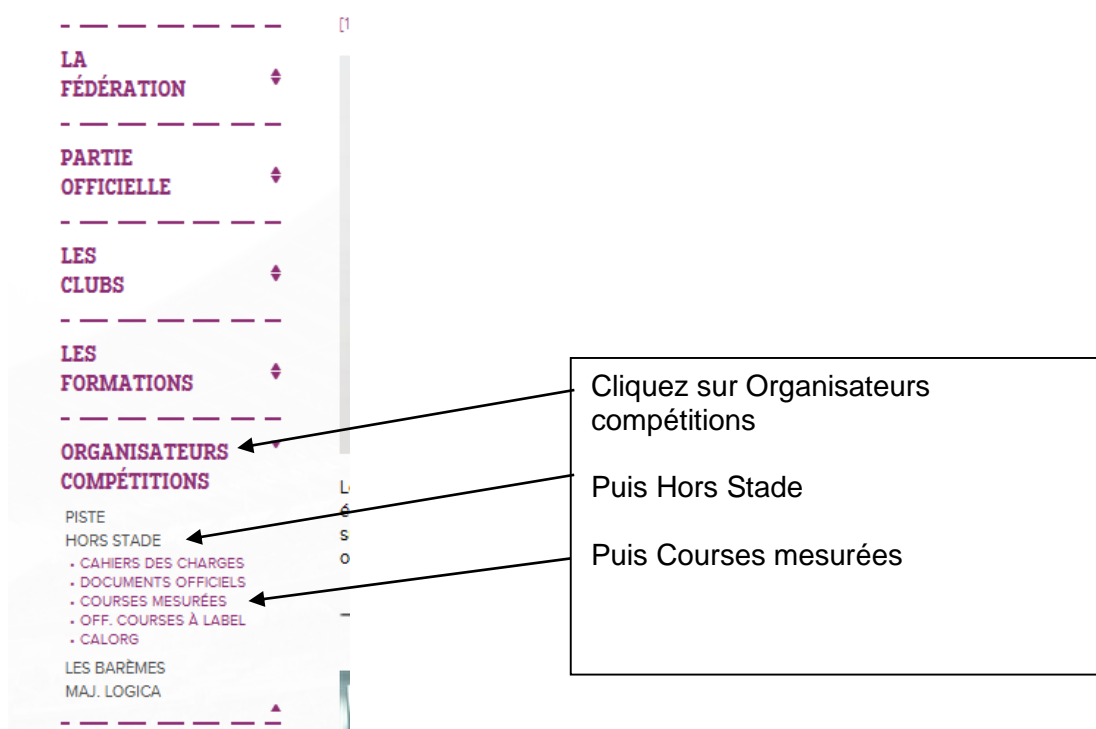 [1
LA
FÉDÉRATION
PARTIE
OFFICIELLE
LES
CLUBS
LES
FORMATIONS
ORGANISATEURS
COMPÉTITIONS
PISTE
HORS STADE
• CAHIERS DES CHARGES
• DOCUMENTS OFFICIELS
• COURSES MESURÉES
• OFF. COURSES À LABEL
• CALORG
LES BARÈMES
MAJ. LOGICA
Cliquez sur Organisateurs
compétitions
Puis Hors Stade
Puis Courses mesurées